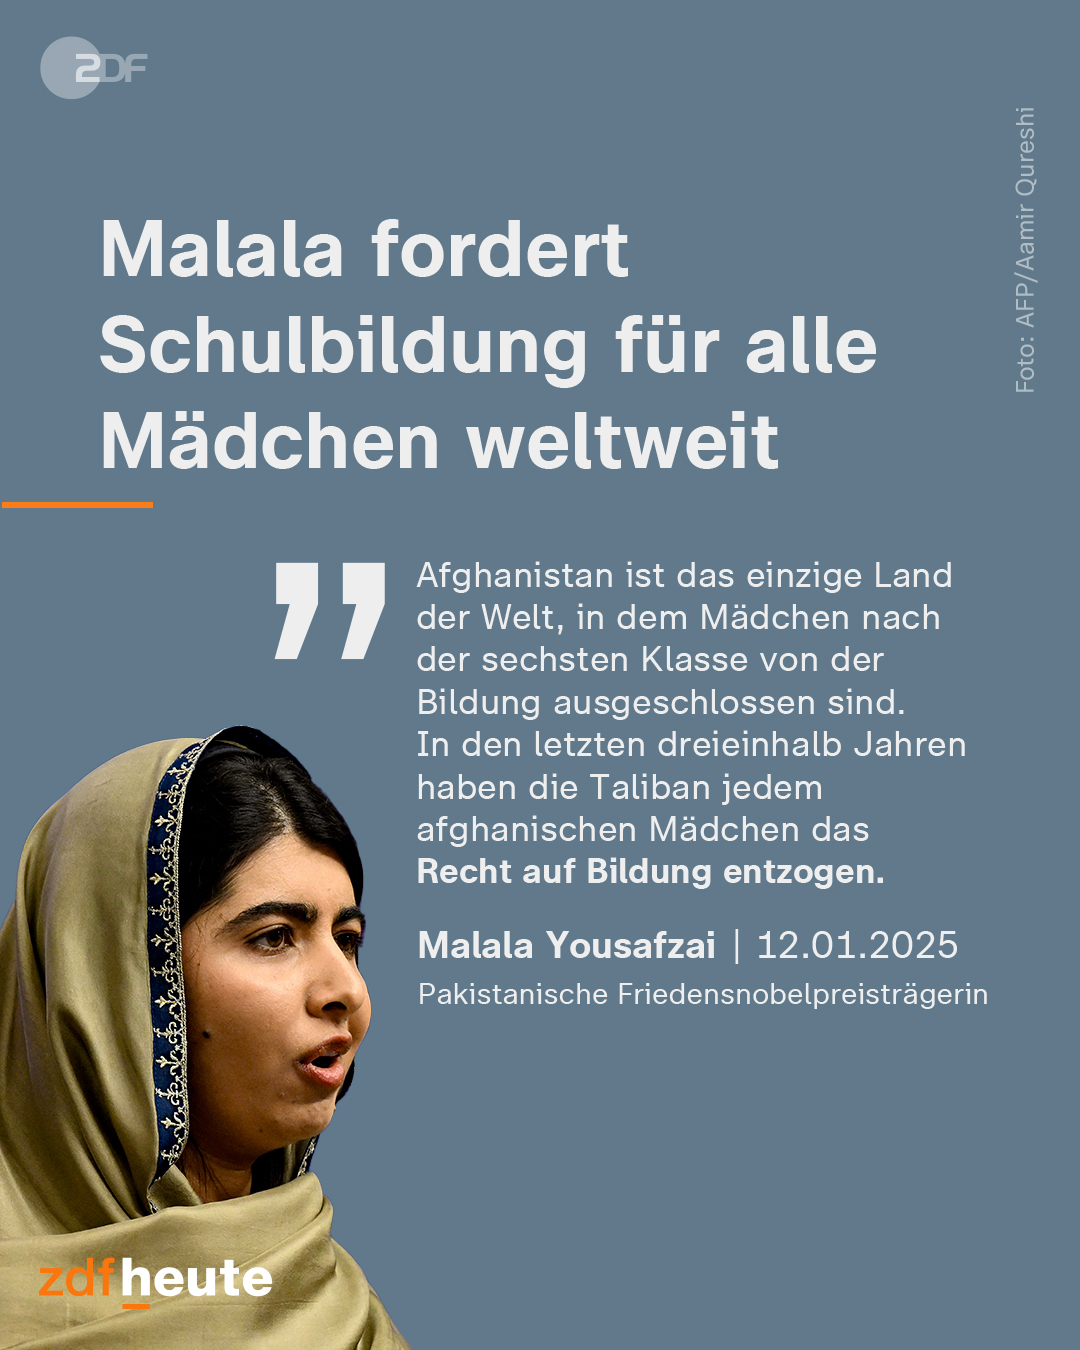 ZDF
Foto: AFP/Aamir Qureshi
Malala fordert
Schulbildung für alle
Mädchen weltweit
”
Afghanistan ist das einzige Land
der Welt, in dem Mädchen nach
der sechsten Klasse von der
Bildung ausgeschlossen sind.
In den letzten dreieinhalb Jahren
haben die Taliban jedem
afghanischen Mädchen das
Recht auf Bildung entzogen.
Malala Yousafzai | 12.01.2025
Pakistanische Friedensnobelpreisträgerin
zdfheute